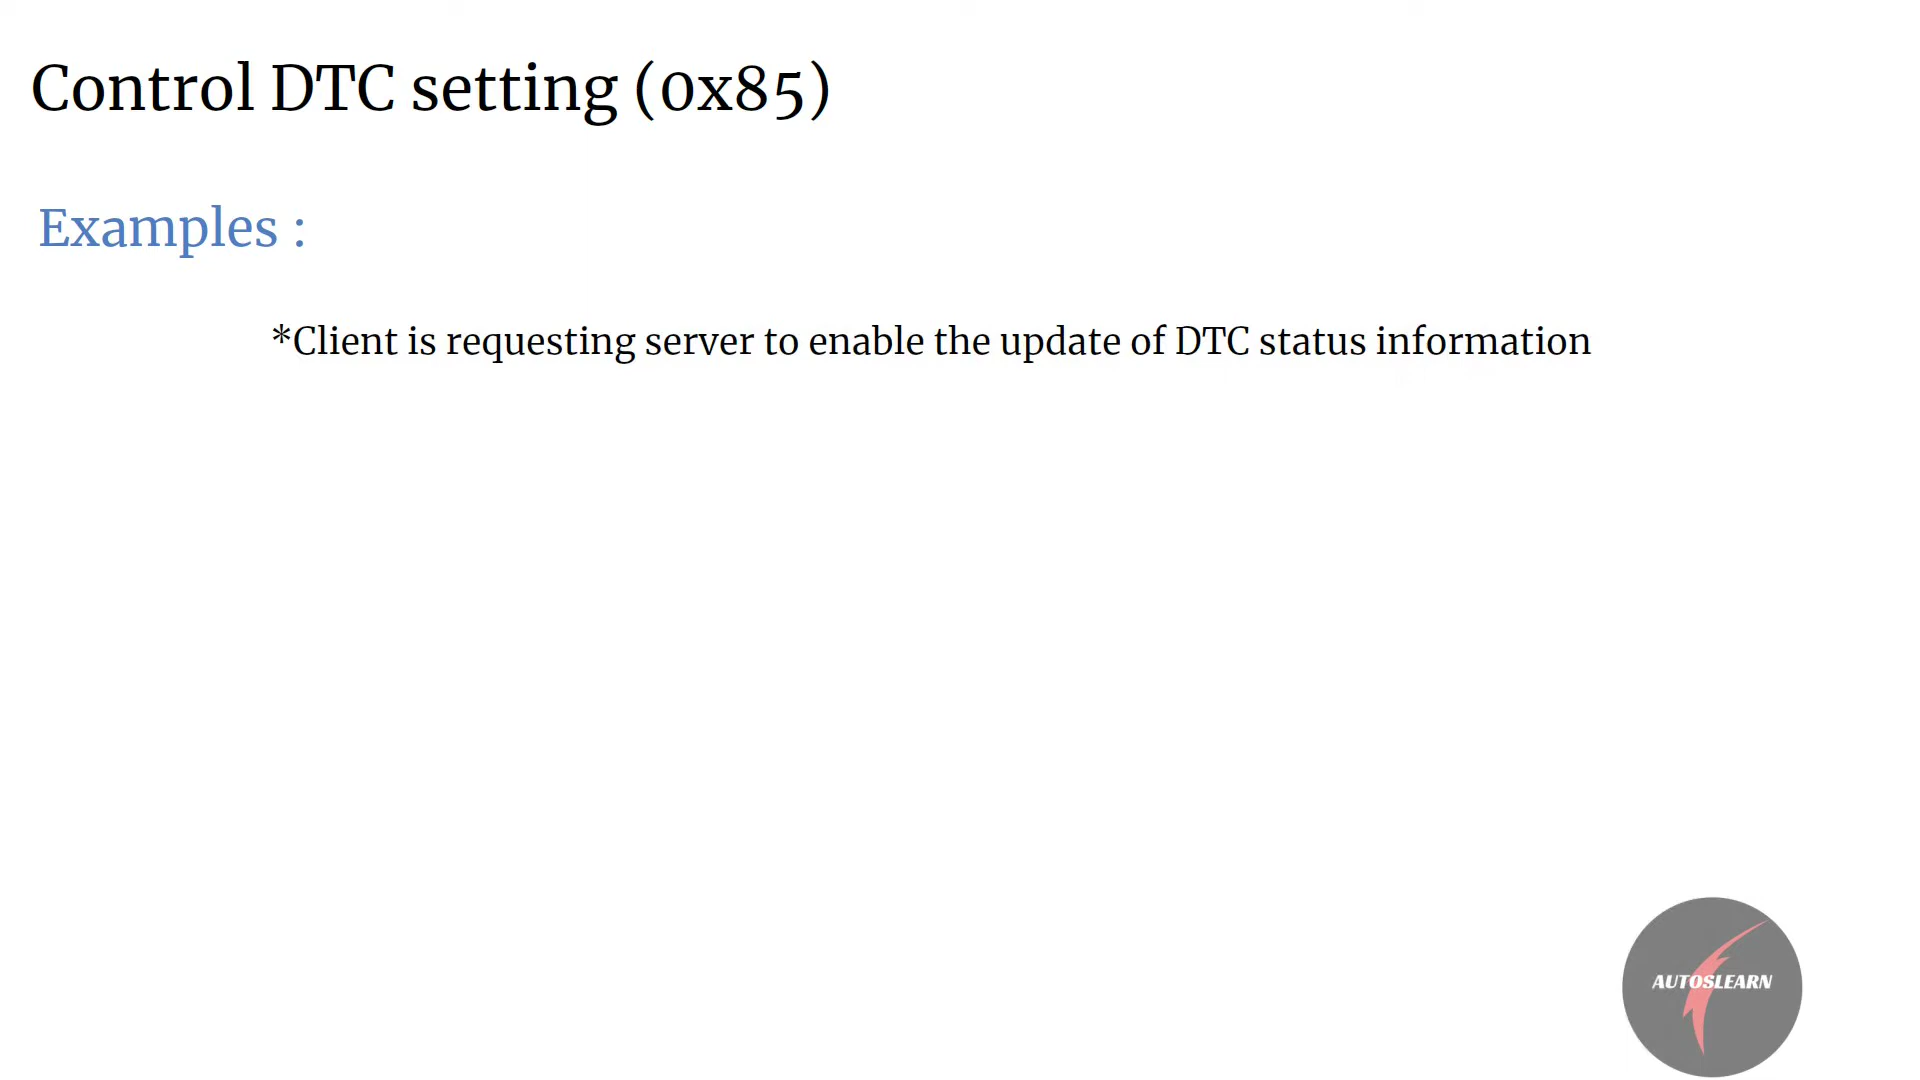 Control DTC setting (0x85)
Examples :
*Client is requesting server to enable the update of DTC status information
AUTOSLEARN